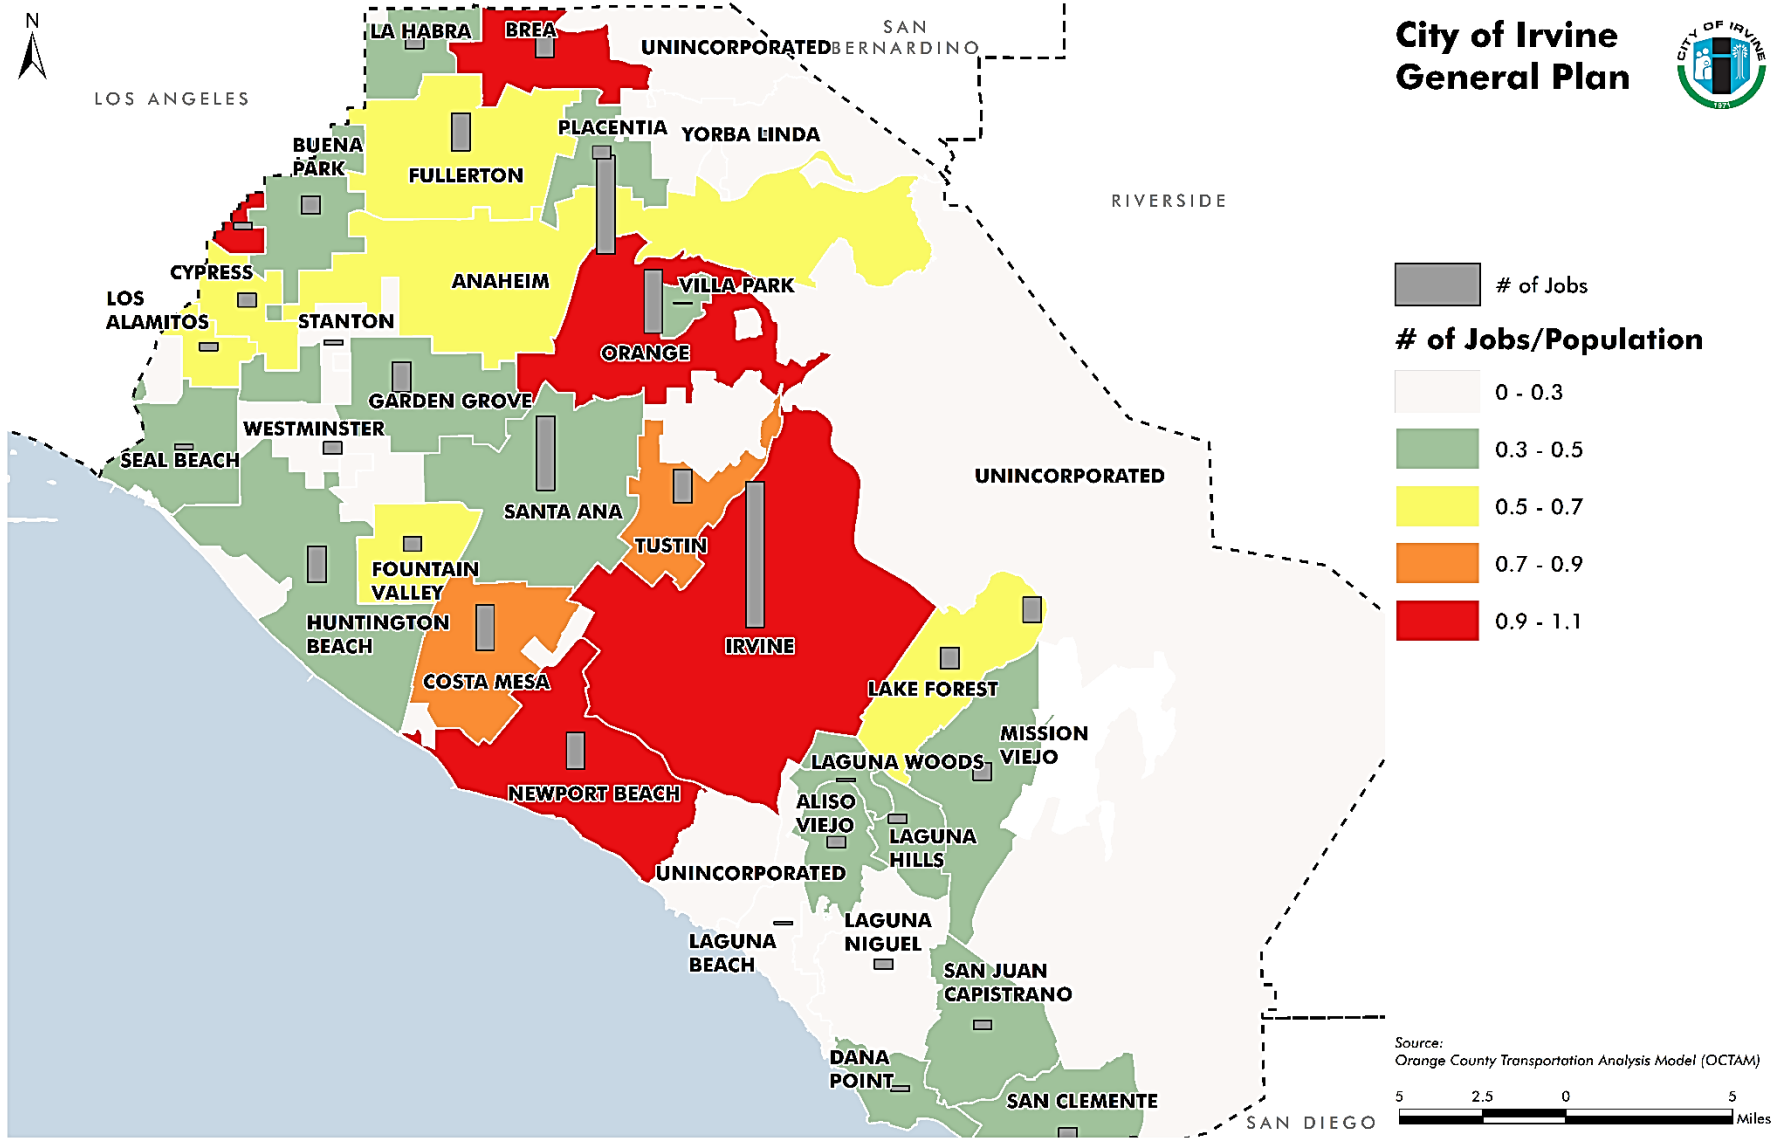 N
LA HABRA
BREA
SAN
BERNARDINO
UNINCORPORATED
LOS ANGELES
PLACENTIA
YORBA LINDA
BUENA
PARK
FULLERTON
RIVERSIDE
CYPRESS
ANAHEIM
VILLA PARK
LOS
ALAMITOS
STANTON
ORANGE
GARDEN GROVE
WESTMINSTER
SEAL BEACH
UNINCORPORATED
SANTA ANA
TUSTIN
FOUNTAIN
VALLEY
HUNTINGTON
BEACH
IRVINE
COSTA MESA
LAKE FOREST
MISSION
VIEJO
LAGUNA WOODS
NEWPORT BEACH
ALISO
VIEJO
LAGUNA
HILLS
UNINCORPORATED
LAGUNA
NIGUEL
LAGUNA
BEACH
SAN JUAN
CAPISTRANO
DANA
POINT
SAN CLEMENTE
SAN DIEGO
City of Irvine
General Plan
CITY OF IRVINE
1971
# of Jobs
# of Jobs/Population
0 - 0.3
0.3 - 0.5
0.5 - 0.7
0.7 - 0.9
0.9 - 1.1
Source:
Orange County Transportation Analysis Model (OCTAM)
5 2.5 0 5
Miles